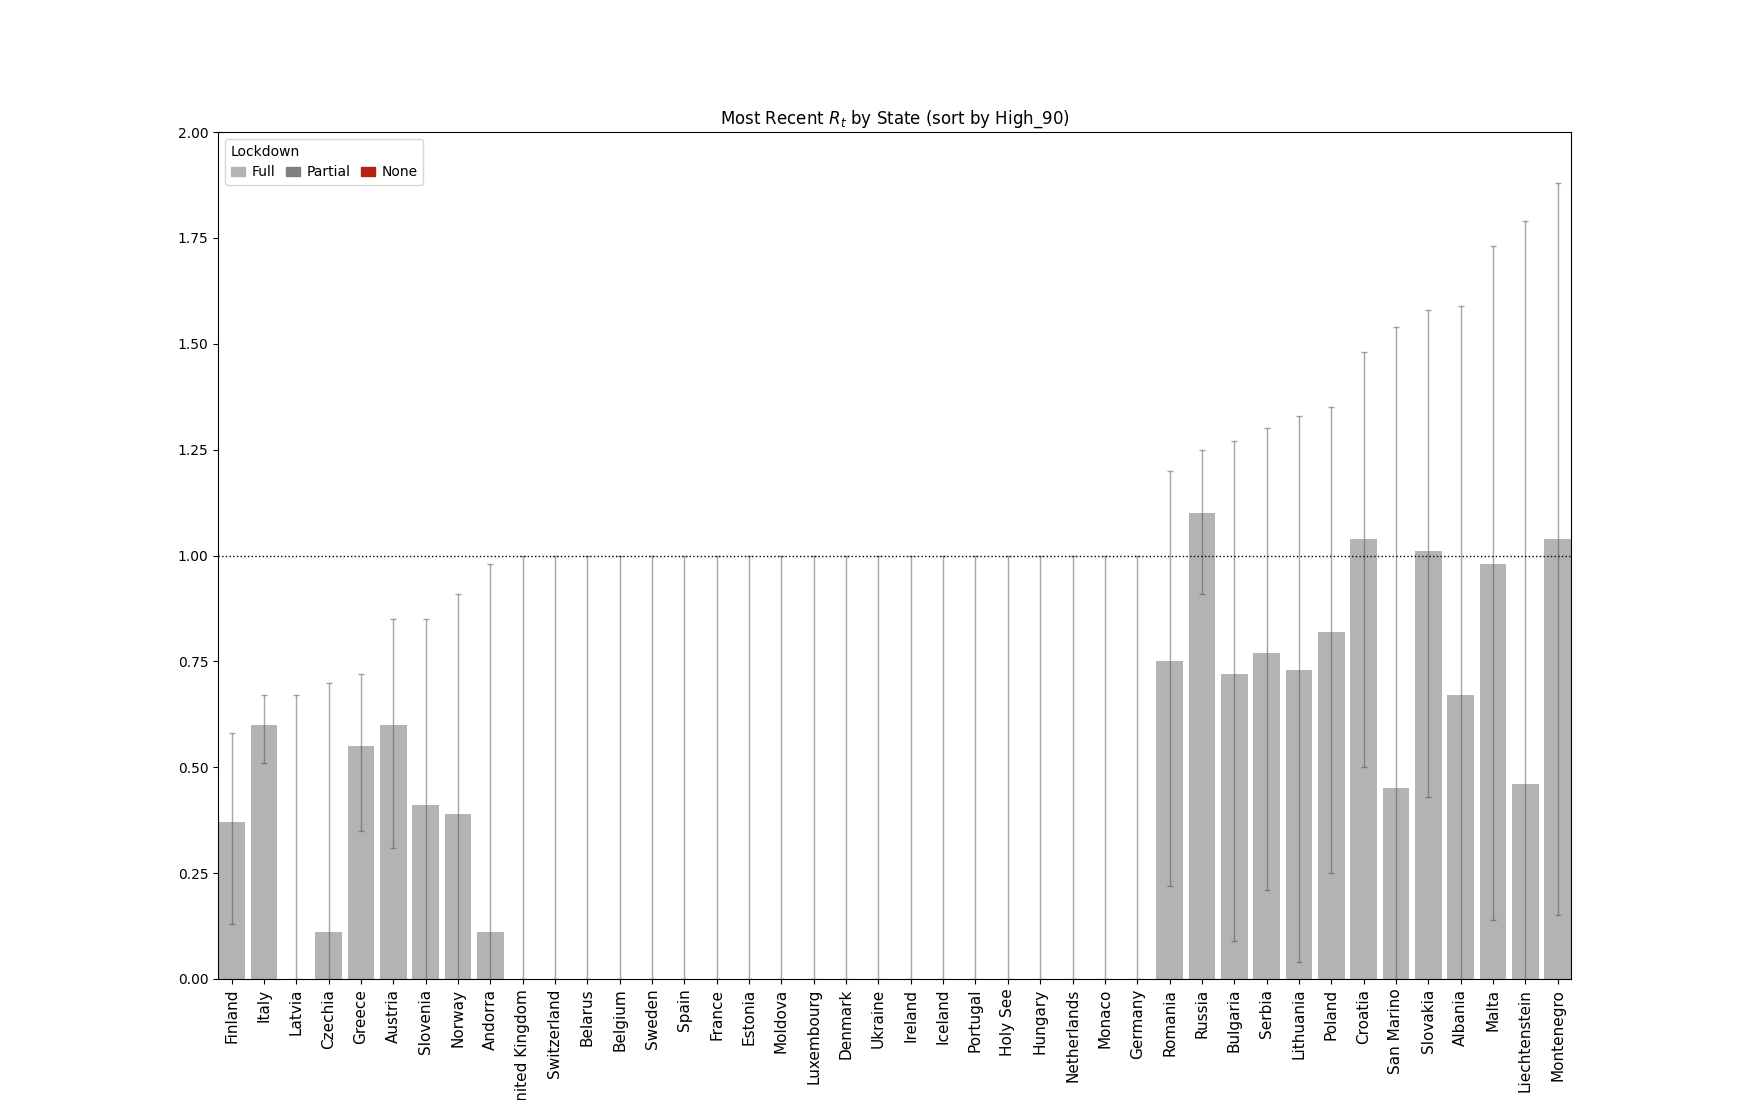 Most Recent R_t by State (sort by High_90)
Lockdown
Full Partial None
2.00
1.75
1.50
1.25
1.00
0.75
0.50
0.25
0.00
Finland
Italy
Latvia
Czechia
Greece
Austria
Slovenia
Norway
Andorra
nited Kingdom
Switzerland
Belarus
Belgium
Sweden
Spain
France
Estonia
Moldova
Luxembourg
Denmark
Ukraine
Ireland
Iceland
Portugal
Holy See
Hungary
Netherlands
Monaco
Germany
Romania
Russia
Bulgaria
Serbia
Lithuania
Poland
Croatia
San Marino
Slovakia
Albania
Malta
Liechtenstein
Montenegro